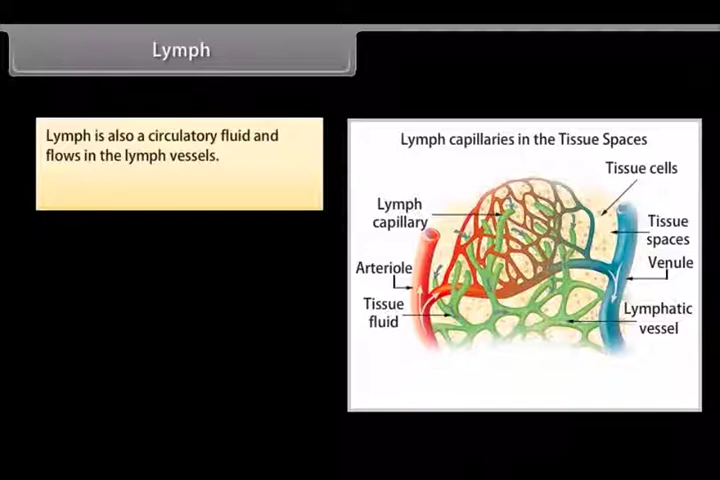 Lymph
Lymph is also a circulatory fluid and
flows in the lymph vessels.
Lymph capillaries in the Tissue Spaces
Tissue cells
Lymph
capillary
Tissue
spaces
Arteriole
Venule
Tissue
fluid
Lymphatic
vessel